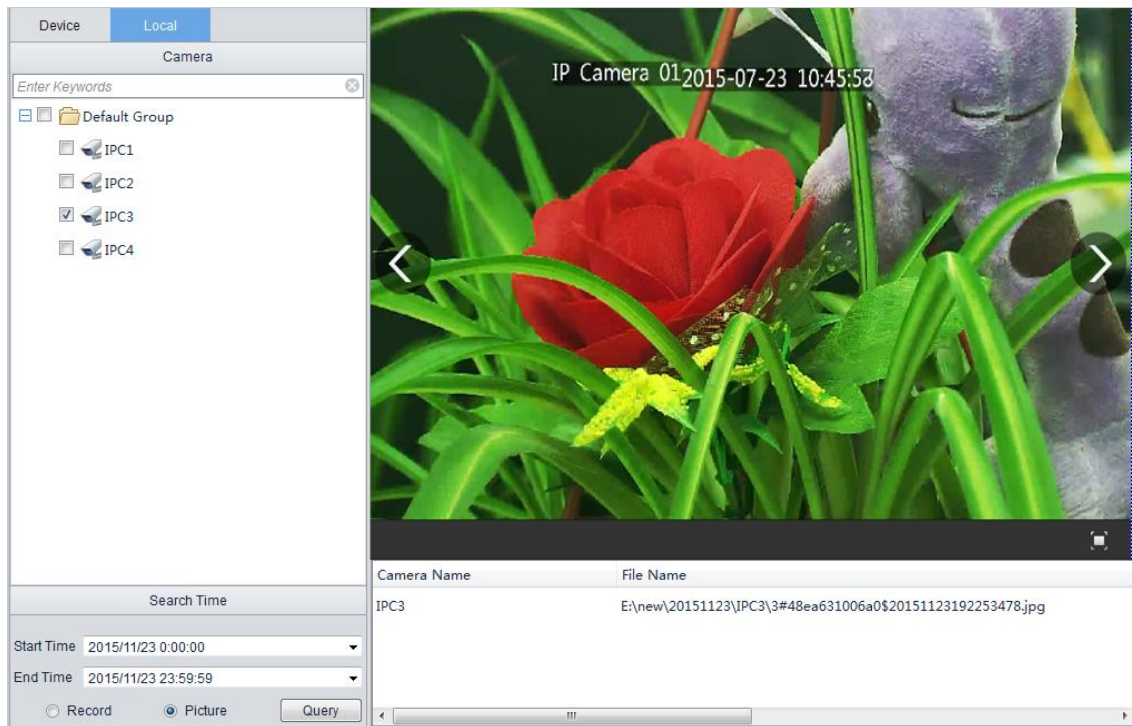 Device Local
Camera
Enter Keywords
Default Group
IPC1
IPC2
IPC3
IPC4
Search Time
Start Time 2015/11/23 0:00:00
End Time 2015/11/23 23:59:59
Record Picture Query
IP Camera 01 2015-07-23 10:45:58
Camera Name File Name
IPC3 E:\new\20151123\IPC3\3#48ea631006a0$20151123192253478.jpg